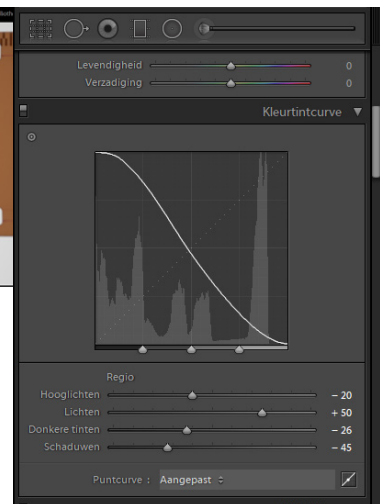 Levendigheid 0
Verzadiging 0
Kleurtintcurve
Regio
Hooglichten – 20
Lichten + 50
Donkere tinten – 26
Schaduwen – 45
Puntcurve : Aangepast